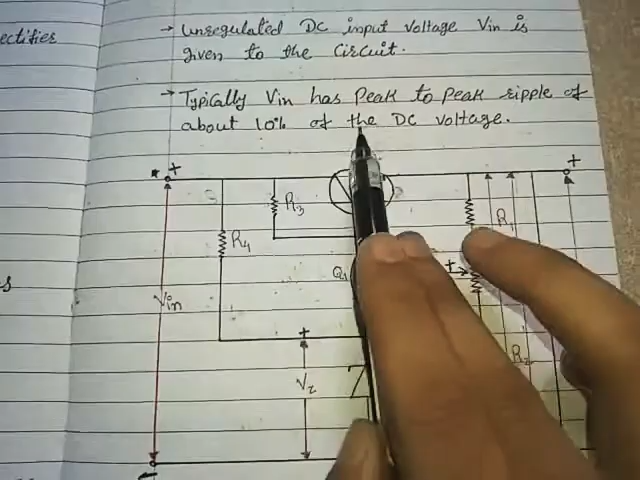 ectifies
→ Unregulated DC input voltage Vin is
given to the circuit.
→ Typically Vin has Peak to Peak ripple of
about 10% of the DC voltage.
+
+
R3
R1
R4
Q1
+
s
Vin
+
R2
Vz
-